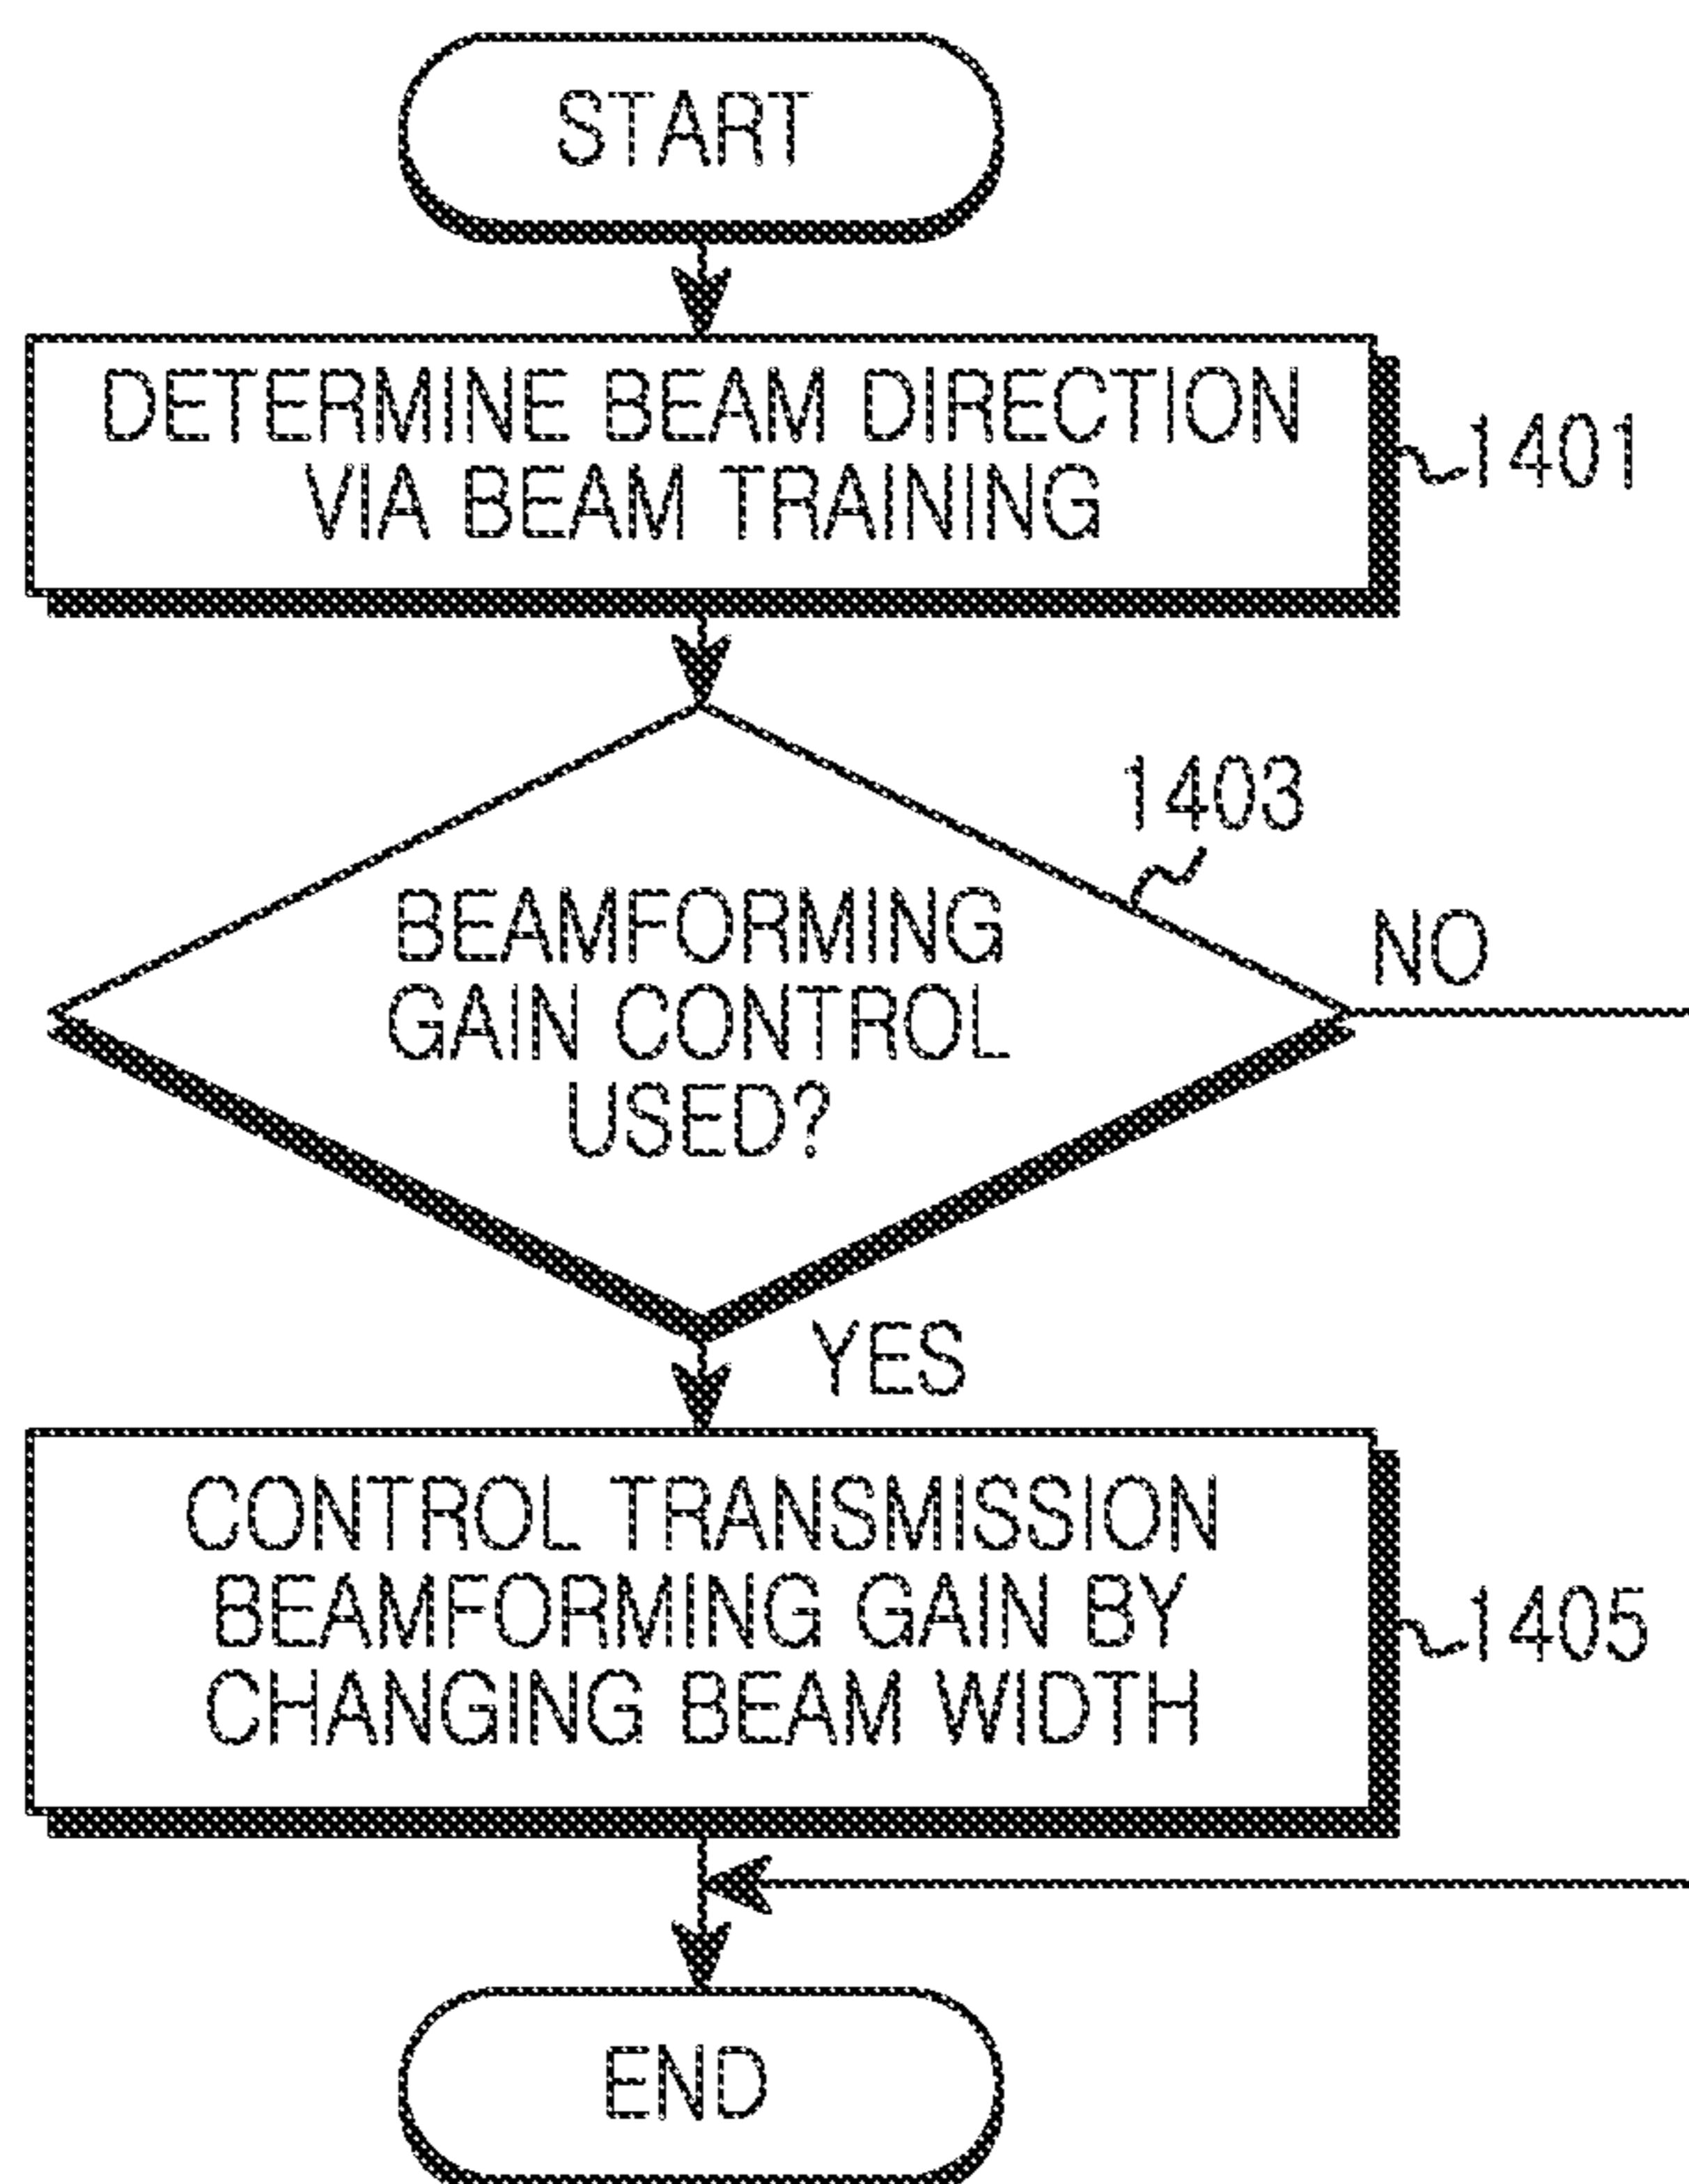 START
DETERMINE BEAM DIRECTION
VIA BEAM TRAINING
1401
1403
BEAMFORMING
GAIN CONTROL
USED?
NO
YES
CONTROL TRANSMISSION
BEAMFORMING GAIN BY
CHANGING BEAM WIDTH
1405
END